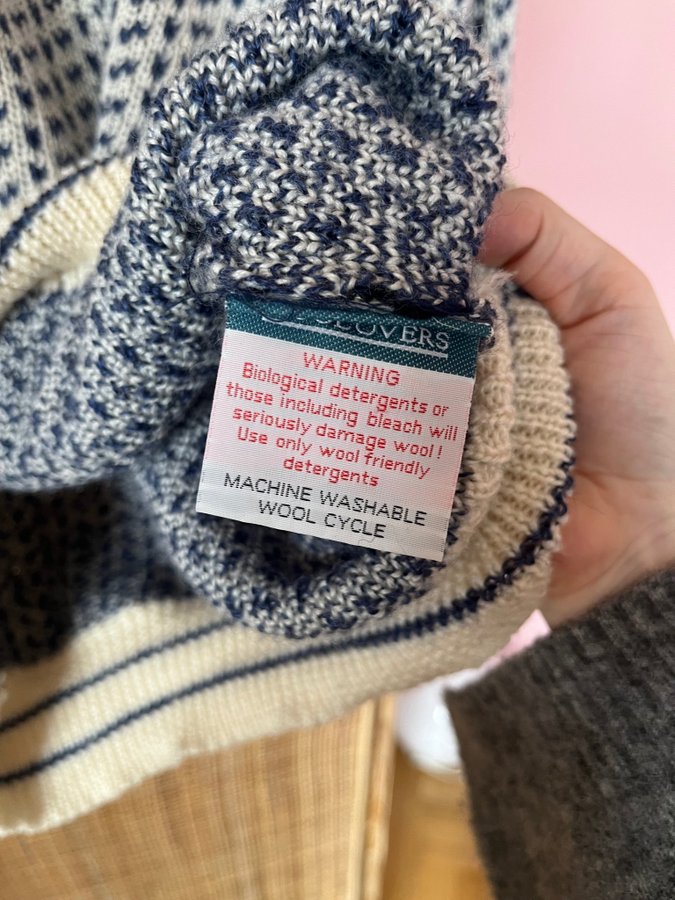 WARNING
Biological detergents or
those including bleach will
seriously damage wool!
Use only wool friendly
detergents
MACHINE WASHABLE
WOOL CYCLE